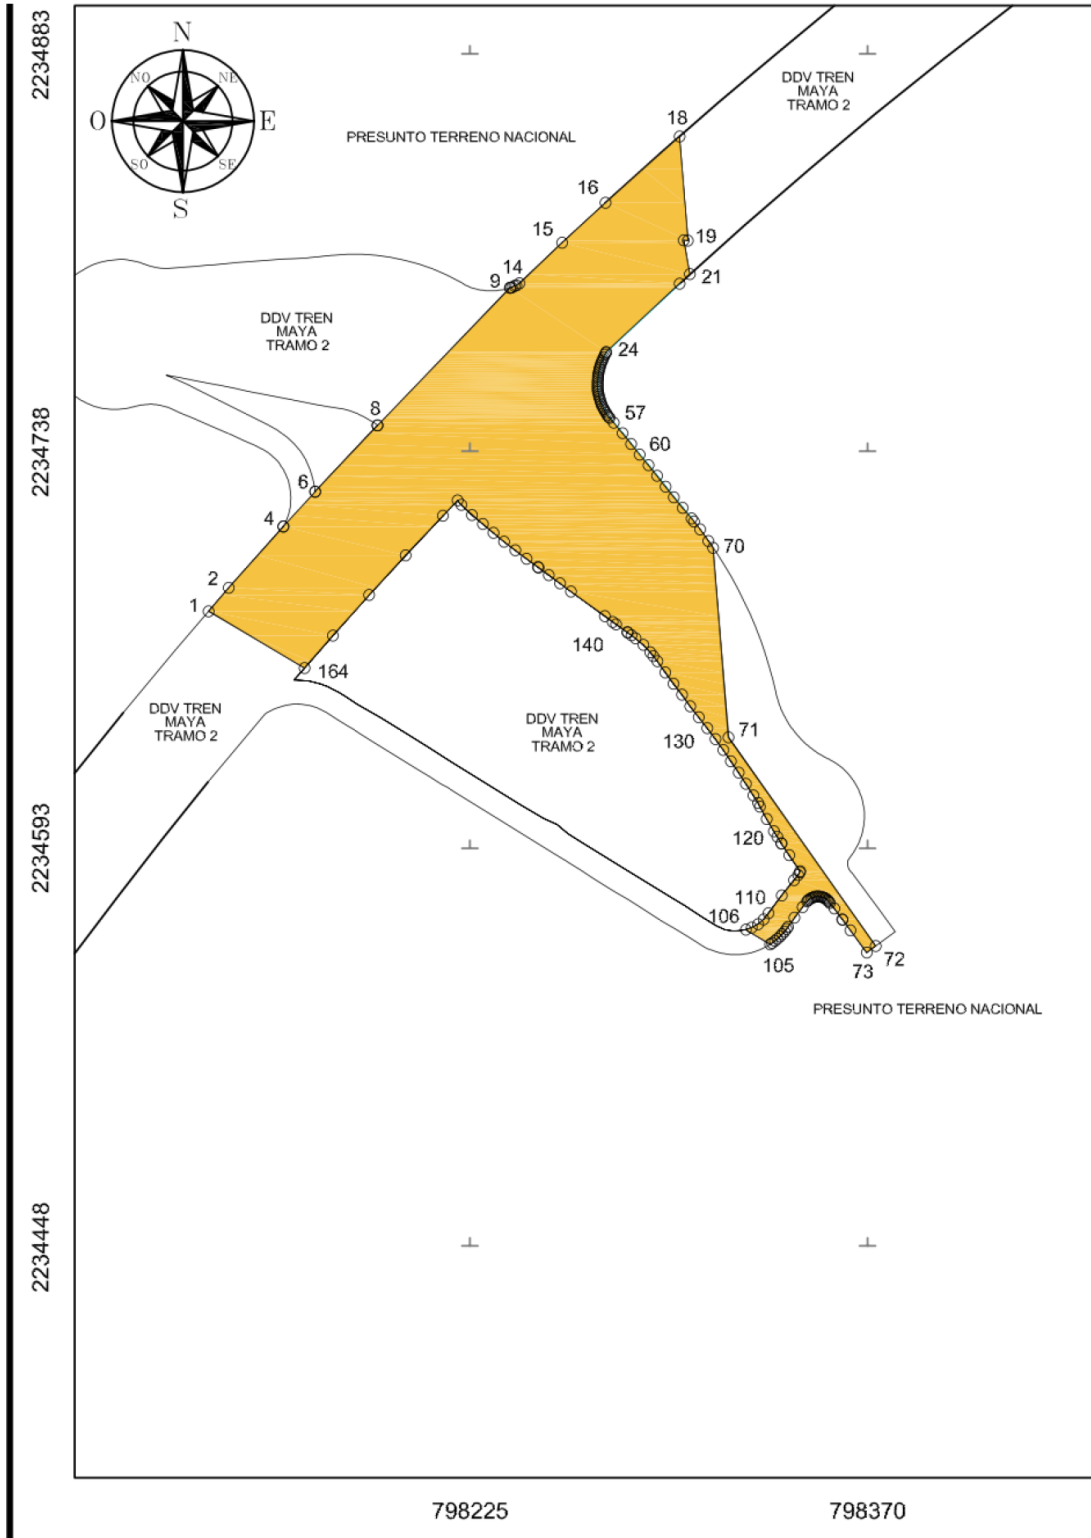 2234883
N
NO
NE
O
E
SO
SE
S
DDV TREN
MAYA
TRAMO 2
PRESUNTO TERRENO NACIONAL
18
16
15
19
14
9
21
DDV TREN
MAYA
TRAMO 2
24
8
57
2234738
60
6
4
70
2
1
140
164
DDV TREN
MAYA
TRAMO 2
DDV TREN
MAYA
TRAMO 2
130
71
2234593
120
110
106
105
72
73
PRESUNTO TERRENO NACIONAL
2234448
798225
798370